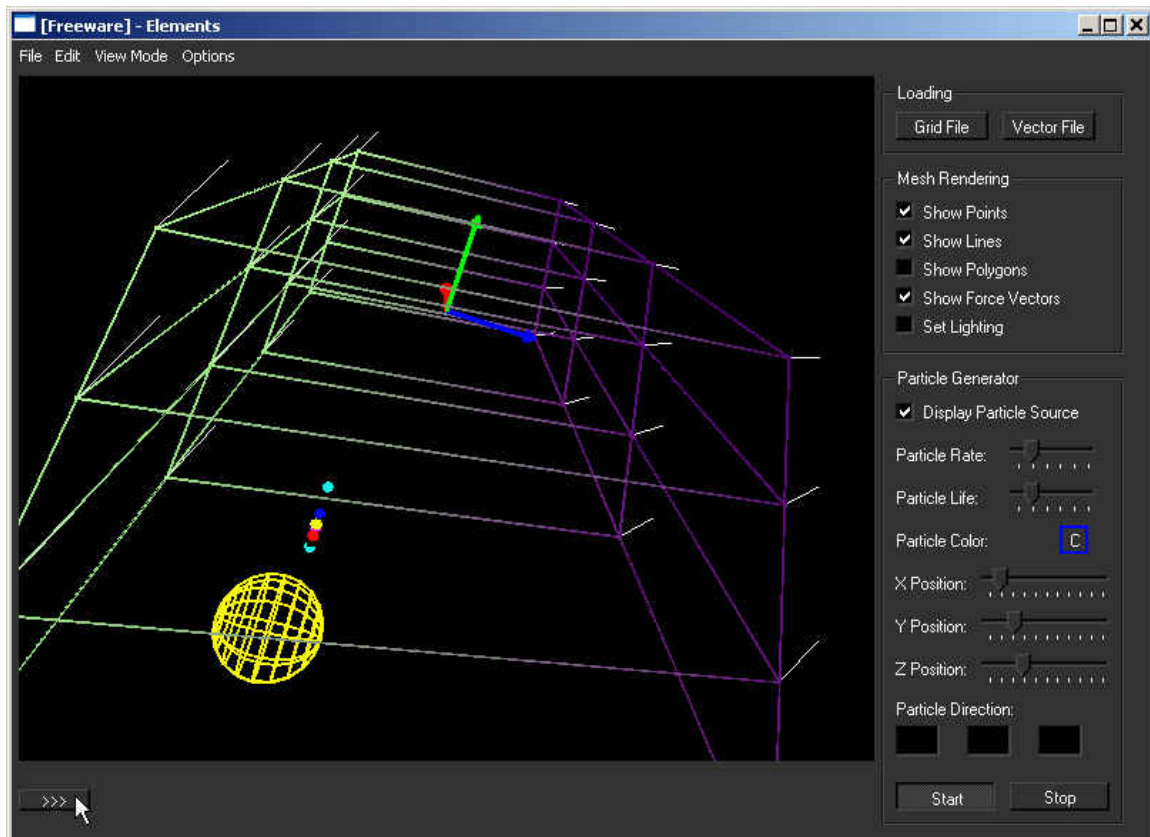 [Freeware] - Elements
File Edit View Mode Options
Loading
Grid File Vector File
Mesh Rendering
Show Points
Show Lines
Show Polygons
Show Force Vectors
Set Lighting
Particle Generator
Display Particle Source
Particle Rate:
Particle Life:
Particle Color: C
X Position:
Y Position:
Z Position:
Particle Direction:
>>> Start Stop